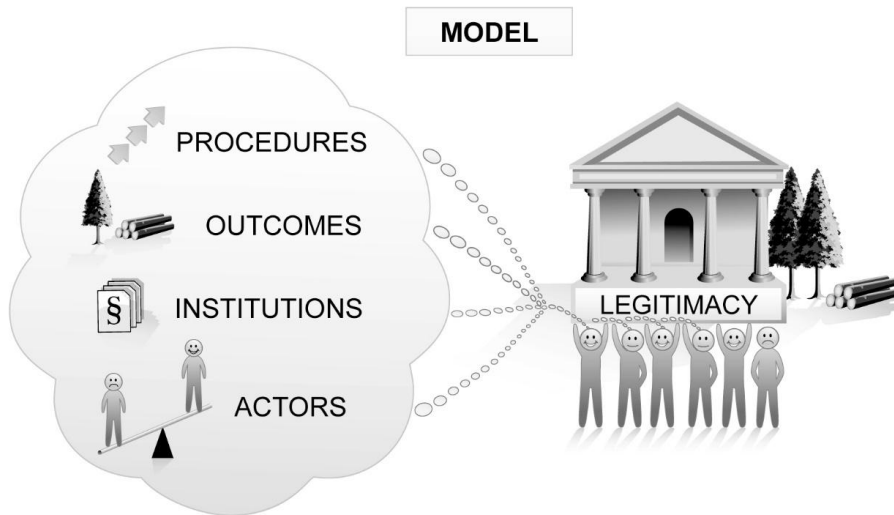 MODEL
PROCEDURES
OUTCOMES
§
INSTITUTIONS
ACTORS
LEGITIMACY